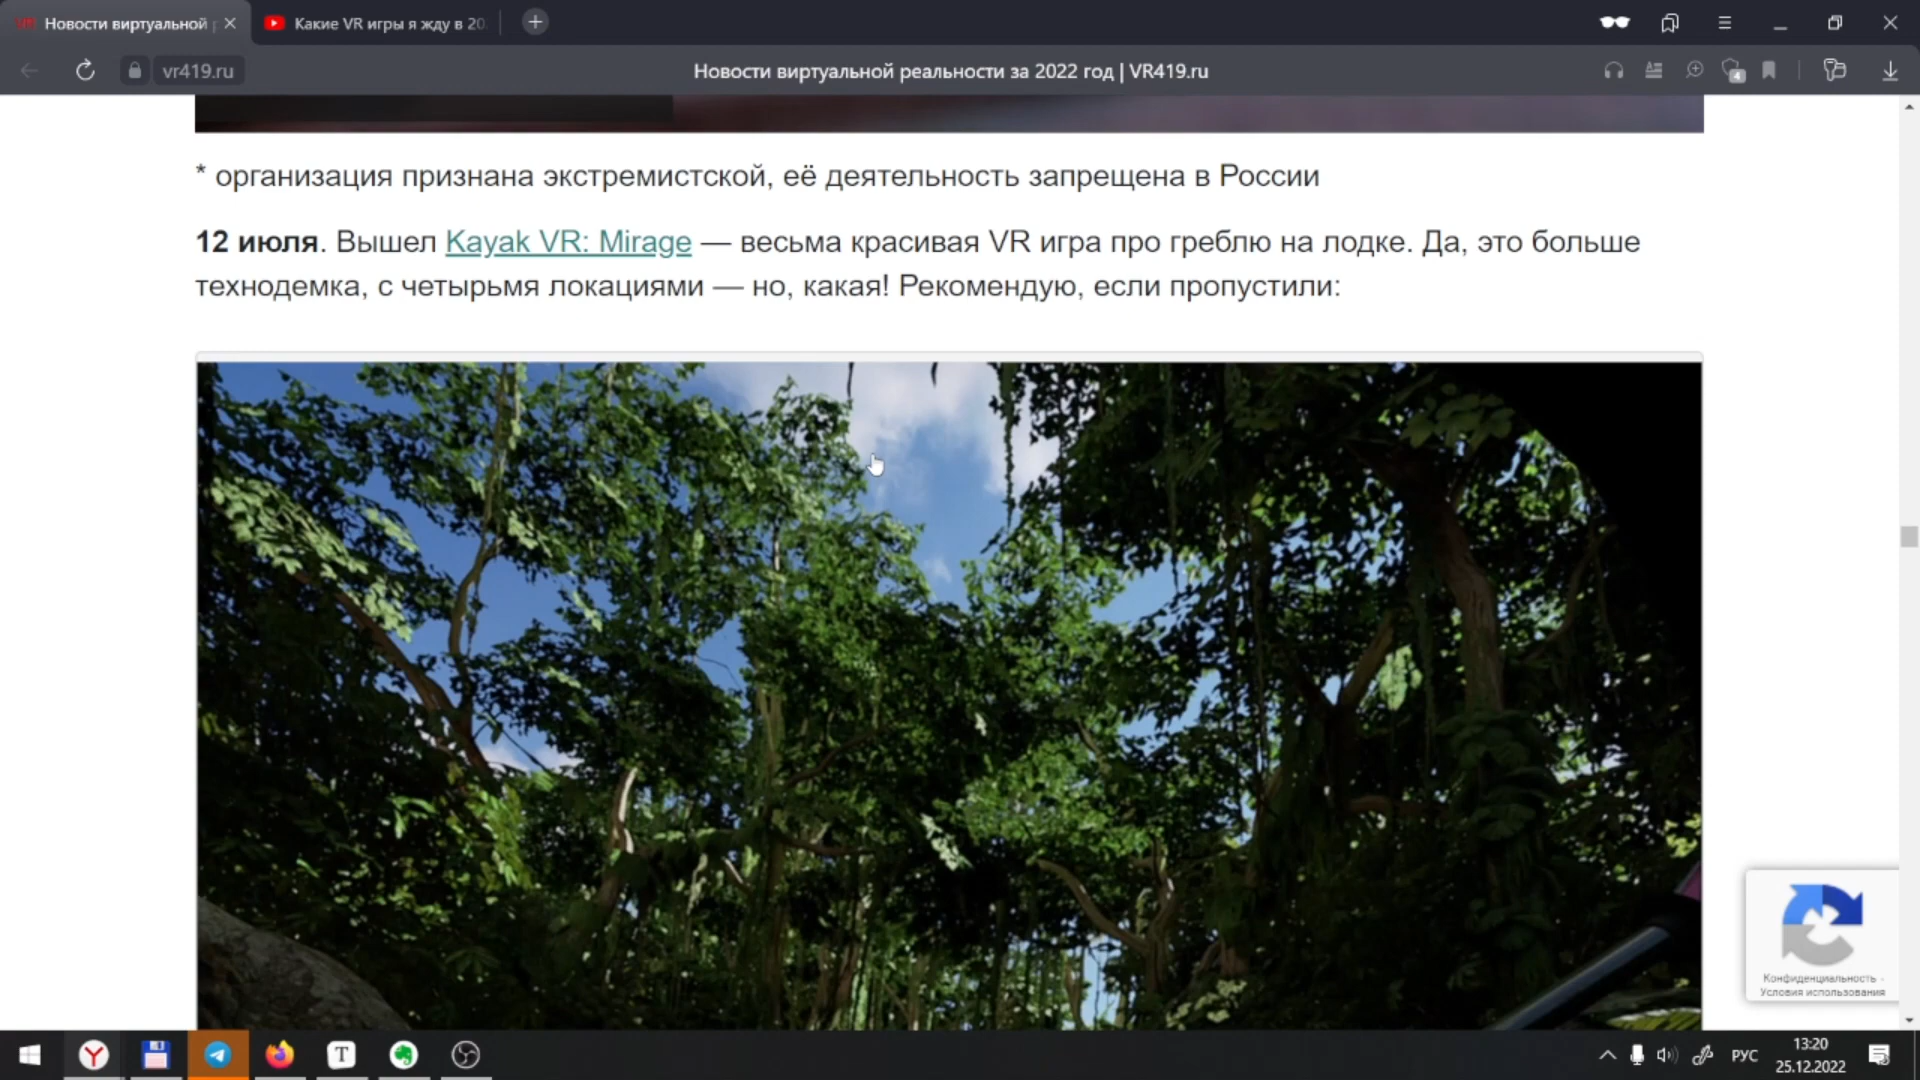 Новости виртуальной
Какие VR игры я жду в 20
vr419.ru
Новости виртуальной реальности за 2022 год | VR419.ru
4
* организация признана экстремистской, её деятельность запрещена в России
12 июля. Вышел Kayak VR: Mirage — весьма красивая VR игра про греблю на лодке. Да, это больше
технодемка, с четырьмя локациями — но, какая! Рекомендую, если пропустили:
Конфиденциальность -
Условия использования
РУС
13:20
25.12.2022